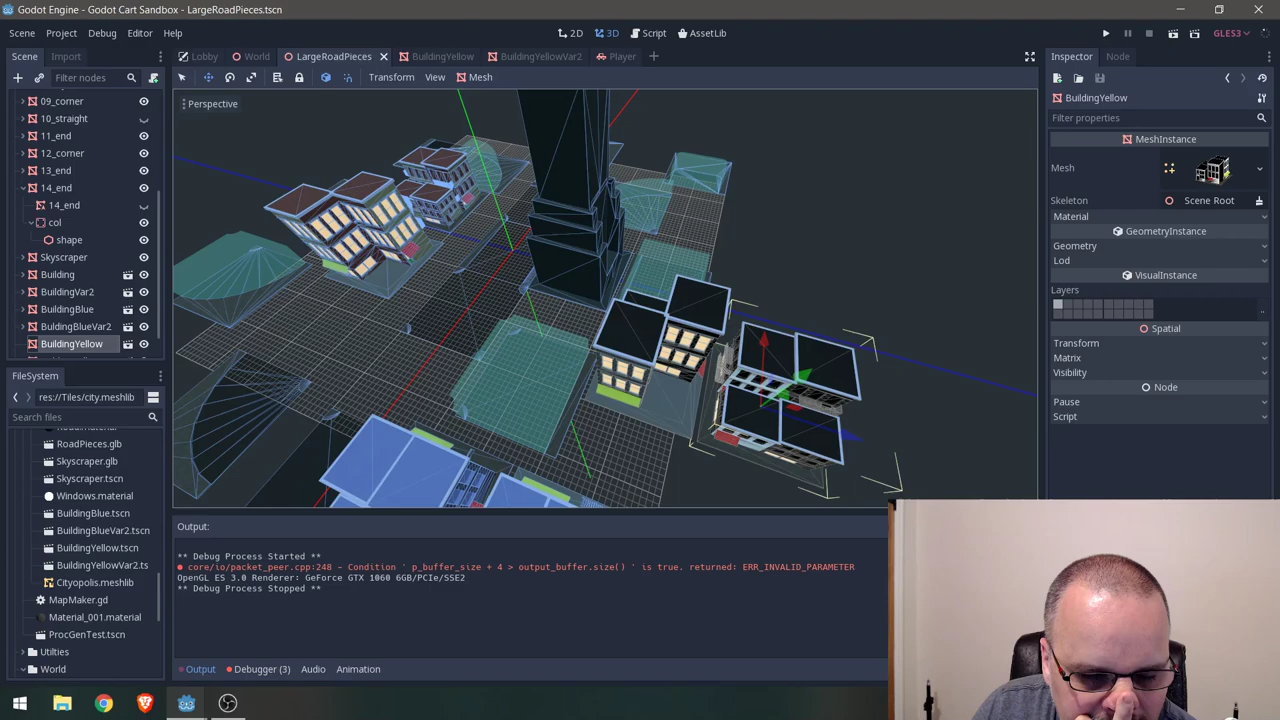 Godot Engine - Godot Cart Sandbox - LargeRoadPieces.tscn
Scene Project Debug Editor Help
2D 3D Script AssetLib
GLES3
Scene Import
Lobby World LargeRoadPieces BuildingYellow BuildingYellowVar2 Player
Inspector Node
Filter nodes
Transform View Mesh
Perspective
BuildingYellow
Filter properties
MeshInstance
Mesh
Skeleton Scene Root
Material
GeometryInstance
Geometry
Lod
VisualInstance
Layers
Spatial
Transform
Matrix
Visibility
Node
Pause
Script
09_corner
10_straight
11_end
12_corner
13_end
14_end
14_end
col
shape
Skyscraper
Building
BuildingVar2
BuildingBlue
BuildingBlueVar2
BuildingYellow
FileSystem
res://Tiles/city.meshlib
Search files
RoadPieces.glb
Skyscraper.glb
Skyscraper.tscn
Windows.material
BuildingBlue.tscn
BuildingBlueVar2.tscn
BuildingYellow.tscn
BuildingYellowVar2.ts
Cityopolis.meshlib
MapMaker.gd
Material_001.material
ProcGenTest.tscn
Utilties
World
Output:
** Debug Process Started **
core/io/packet_peer.cpp:248 - Condition ' p_buffer_size + 4 > output_buffer.size() ' is true. returned: ERR_INVALID_PARAMETER
OpenGL ES 3.0 Renderer: GeForce GTX 1060 6GB/PCIe/SSE2
** Debug Process Stopped **
Output Debugger (3) Audio Animation